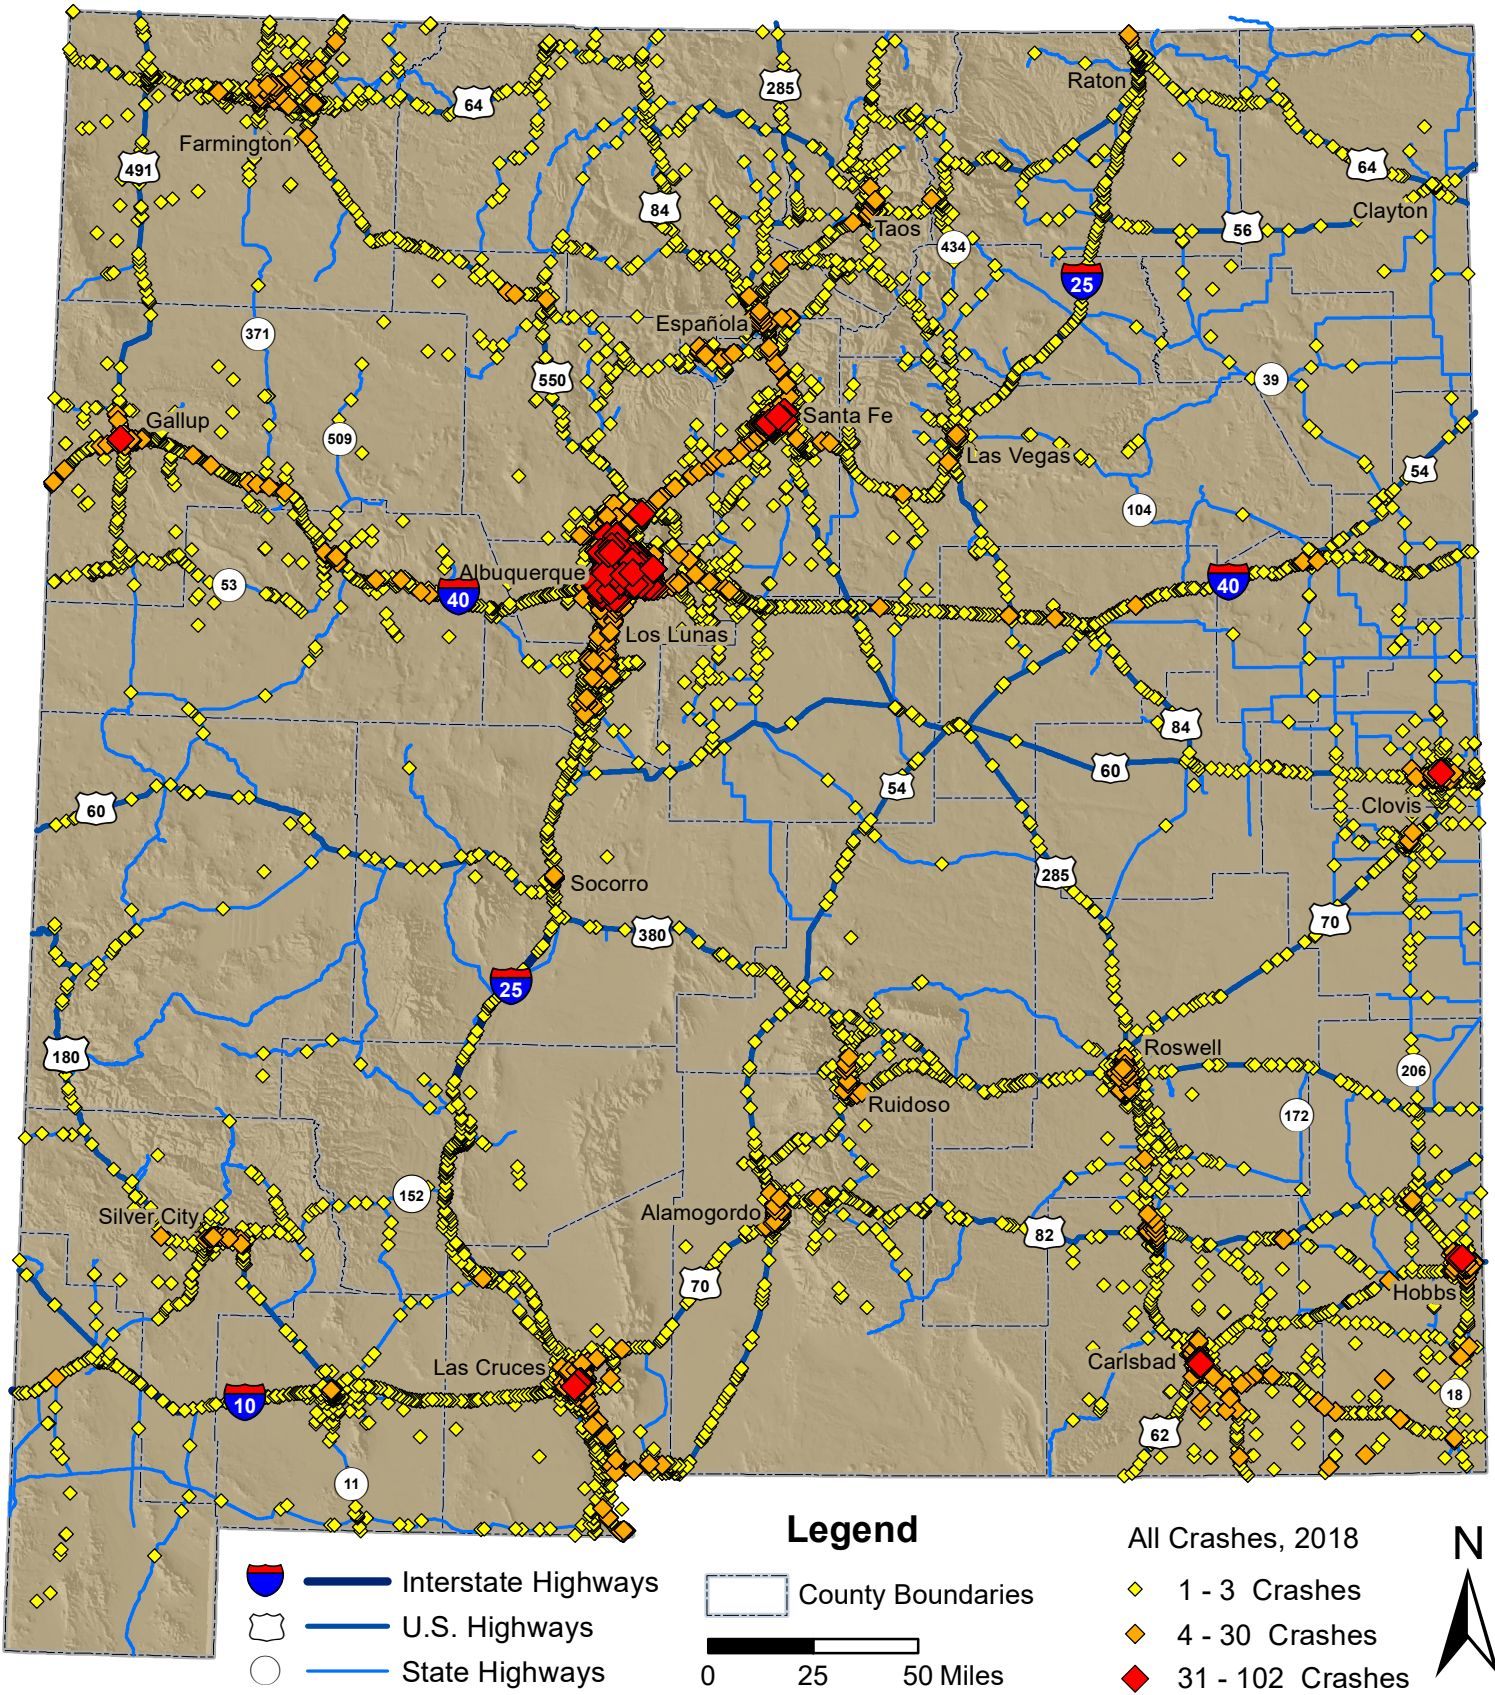 Raton
285
64
Farmington
491
64
84
Clayton
Taos
56
434
25
Española
371
550
39
Gallup
Santa Fe
509
Las Vegas
54
104
Albuquerque
53
40
40
Los Lunas
84
60
54
60
Clovis
285
Socorro
70
380
25
180
Roswell
206
Ruidoso
172
152
Silver City
Alamogordo
82
70
Hobbs
Las Cruces
Carlsbad
10
18
62
11
Legend
All Crashes, 2018
N
Interstate Highways
County Boundaries
1 - 3 Crashes
U.S. Highways
4 - 30 Crashes
State Highways
0 25 50 Miles
31 - 102 Crashes